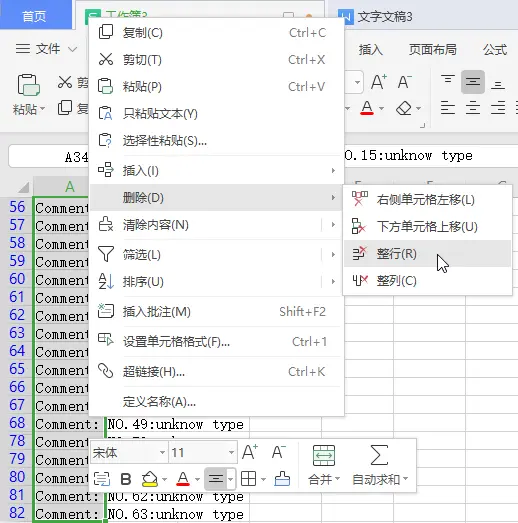 首页
工作簿3
文字文稿3
文件
插入
页面布局
公式
粘贴
A34
NO.15:unknow type
复制(C) Ctrl+C
剪切(T) Ctrl+X
粘贴(P) Ctrl+V
只粘贴文本(Y)
选择性粘贴(S)...
插入(I)
删除(D)
清除内容(N)
筛选(L)
排序(U)
插入批注(M) Shift+F2
设置单元格格式(F)... Ctrl+1
超链接(H)... Ctrl+K
定义名称(A)...
右侧单元格左移(L)
下方单元格上移(U)
整行(R)
整列(C)
A
56 Comment
57 Comment
58 Comment
59 Comment
60 Comment
61 Comment
62 Comment
63 Comment
64 Comment
65 Comment
66 Comment
67 Comment
68 Comment: NO.49:unknow type
78 Comment:
79 Comment:
80 Comment:
81 Comment: NO.62:unknow type
82 Comment: NO.63:unknow type
宋体 11 A+ A-
B A
合并 自动求和